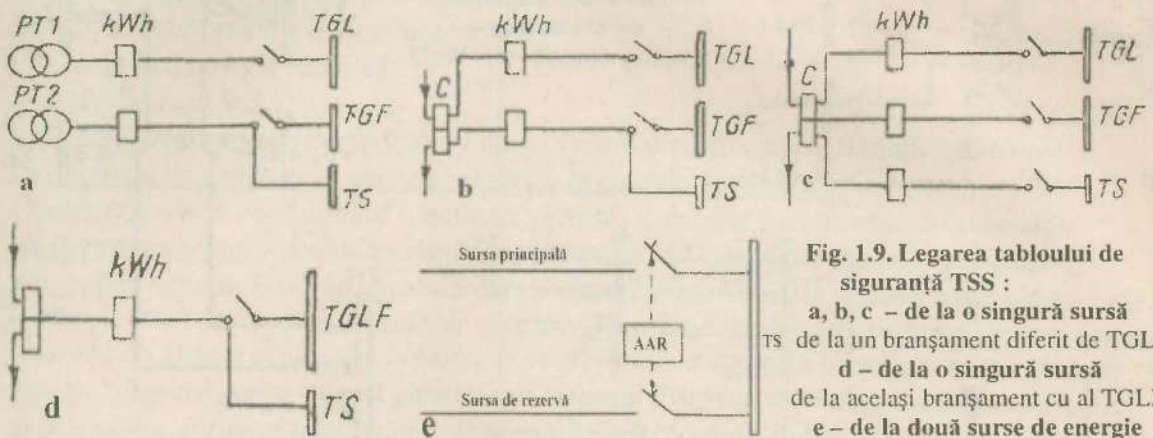 PT1 kWh TGL
PT2 TGF
TS
a
kWh
C TGL
TGF
TS
b
kWh
C TGL
TGF
TS
c
kWh
TGLF
TS
d
Sursa principală
AAR
TS
Sursa de rezervă
e
Fig. 1.9. Legarea tabloului de
siguranță TSS :
a, b, c – de la o singură sursă
de la un branşament diferit de TGL
d – de la o singură sursă
de la acelaşi branşament cu al TGL
e – de la două surse de energie